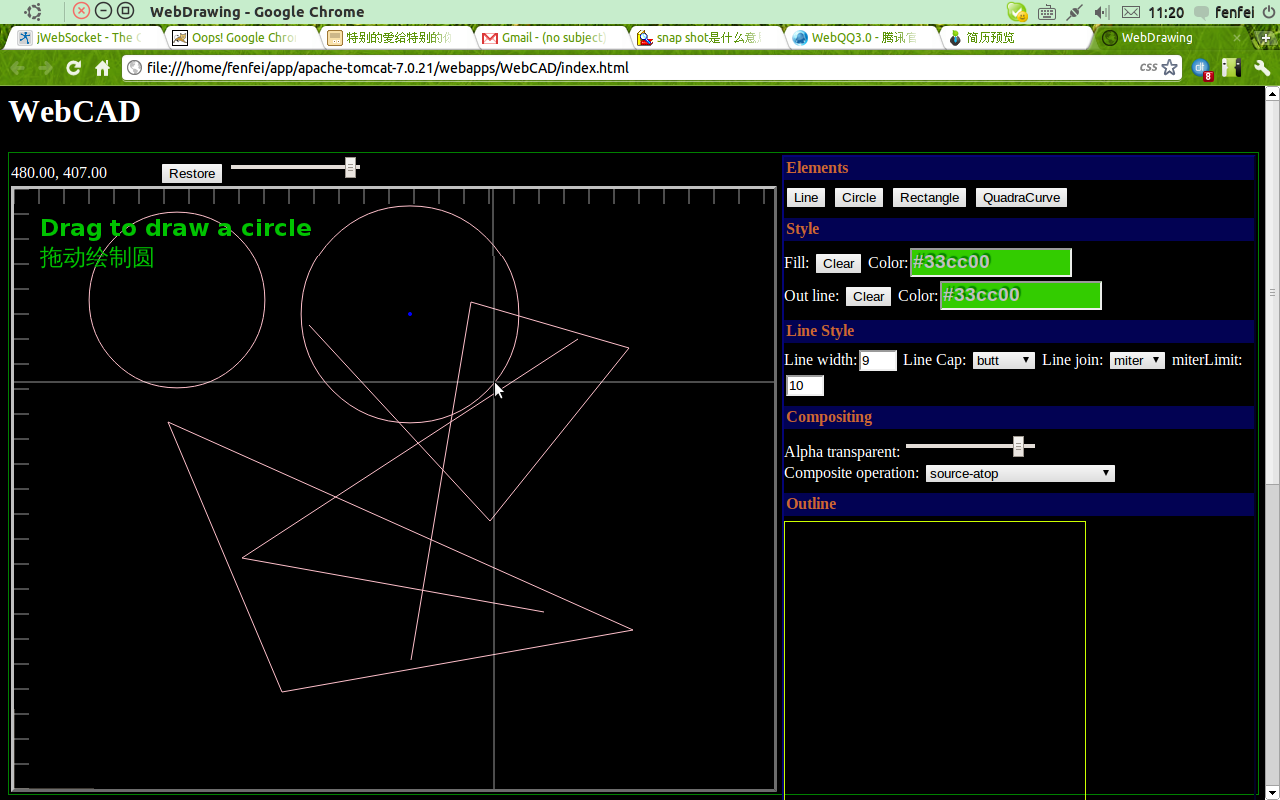 WebDrawing - Google Chrome
11:20
fenfei
jWebSocket - The
Oops! Google Chro
特别的爱给特别的
Gmail - (no subject)
snap shot是什么意
WebQQ3.0 - 腾讯
简历预览
WebDrawing
file:///home/fenfei/app/apache-tomcat-7.0.21/webapps/WebCAD/index.html
CSS
8
WebCAD
480.00, 407.00
Restore
Drag to draw a circle
拖动绘制圆
Elements
Line Circle Rectangle QuadraCurve
Style
Fill: Clear Color: #33cc00
Out line: Clear Color: #33cc00
Line Style
Line width: 9 Line Cap: butt Line join: miter miterLimit:
10
Compositing
Alpha transparent:
Composite operation: source-atop
Outline